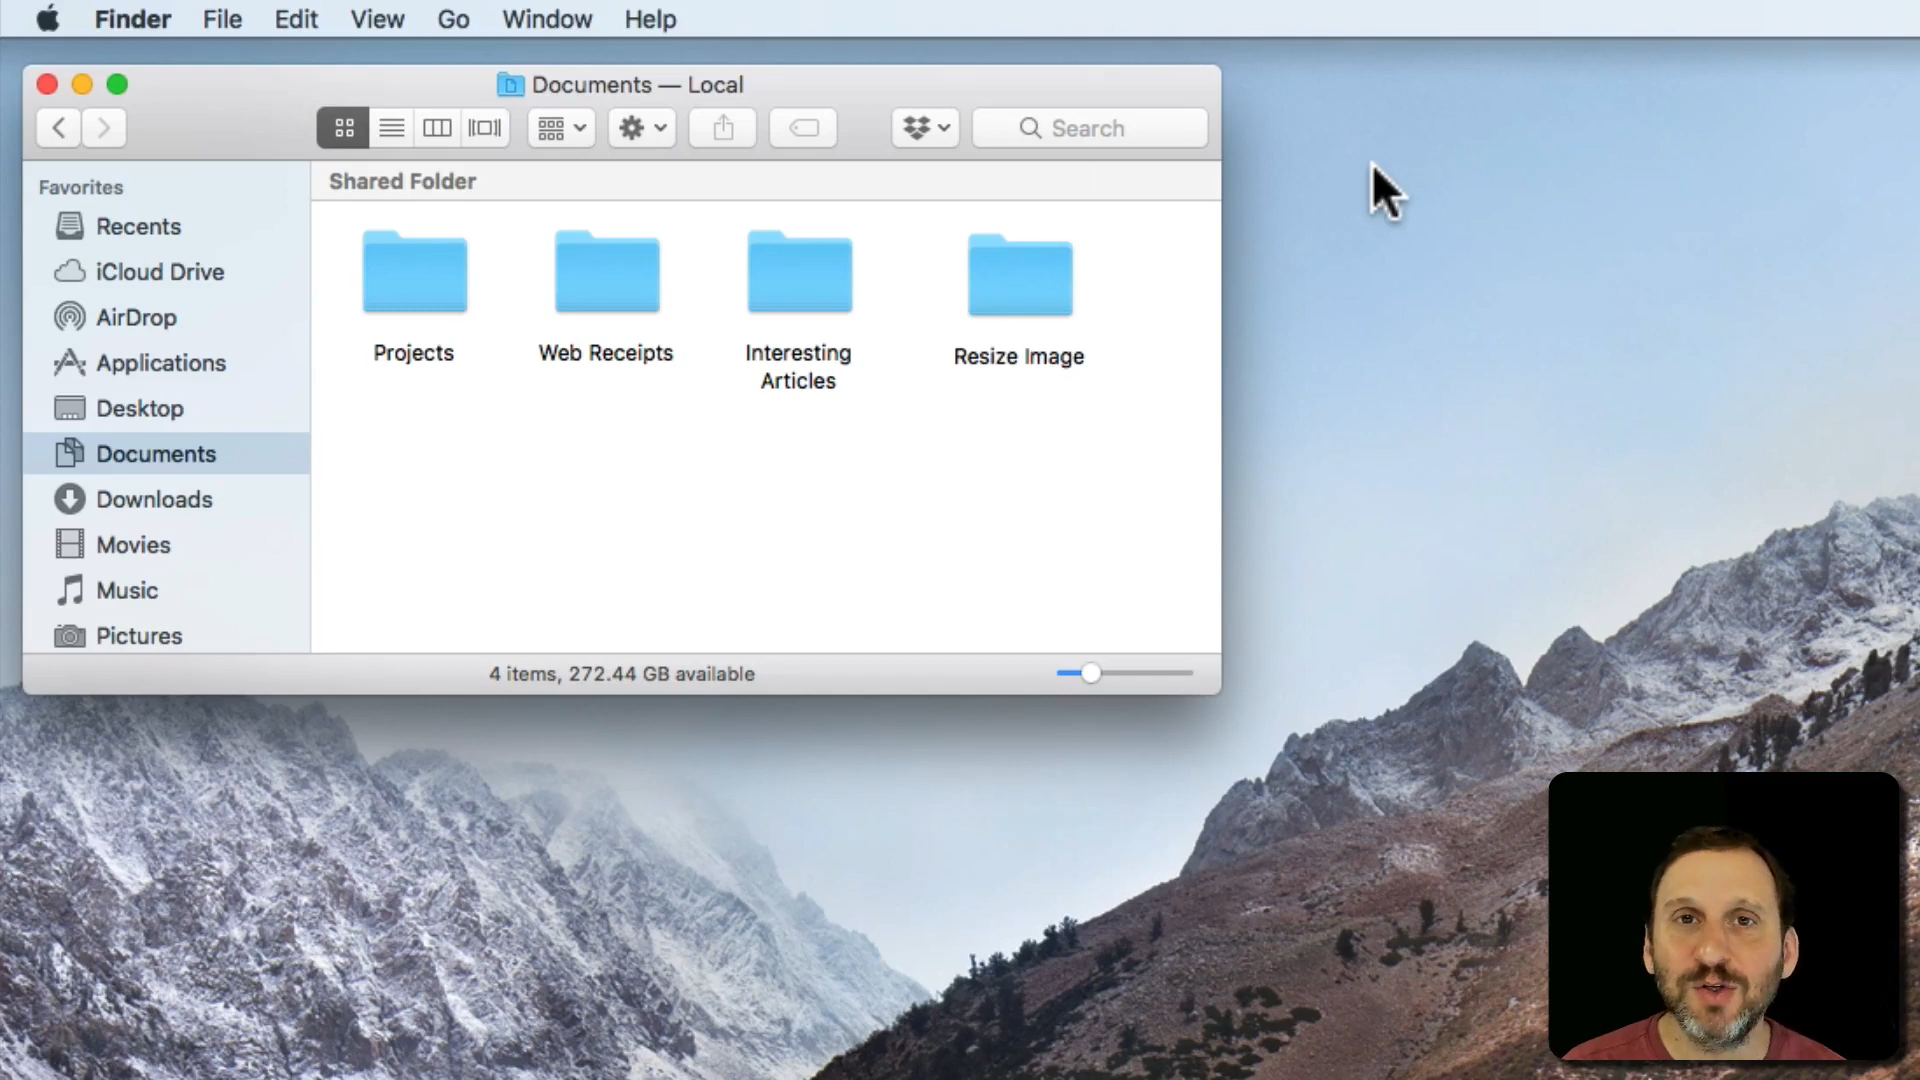 Finder File Edit View Go Window Help
Documents — Local
Search
Favorites
Recents
iCloud Drive
AirDrop
Applications
Desktop
Documents
Downloads
Movies
Music
Pictures
Shared Folder
Projects
Web Receipts
Interesting
Articles
Resize Image
4 items, 272.44 GB available